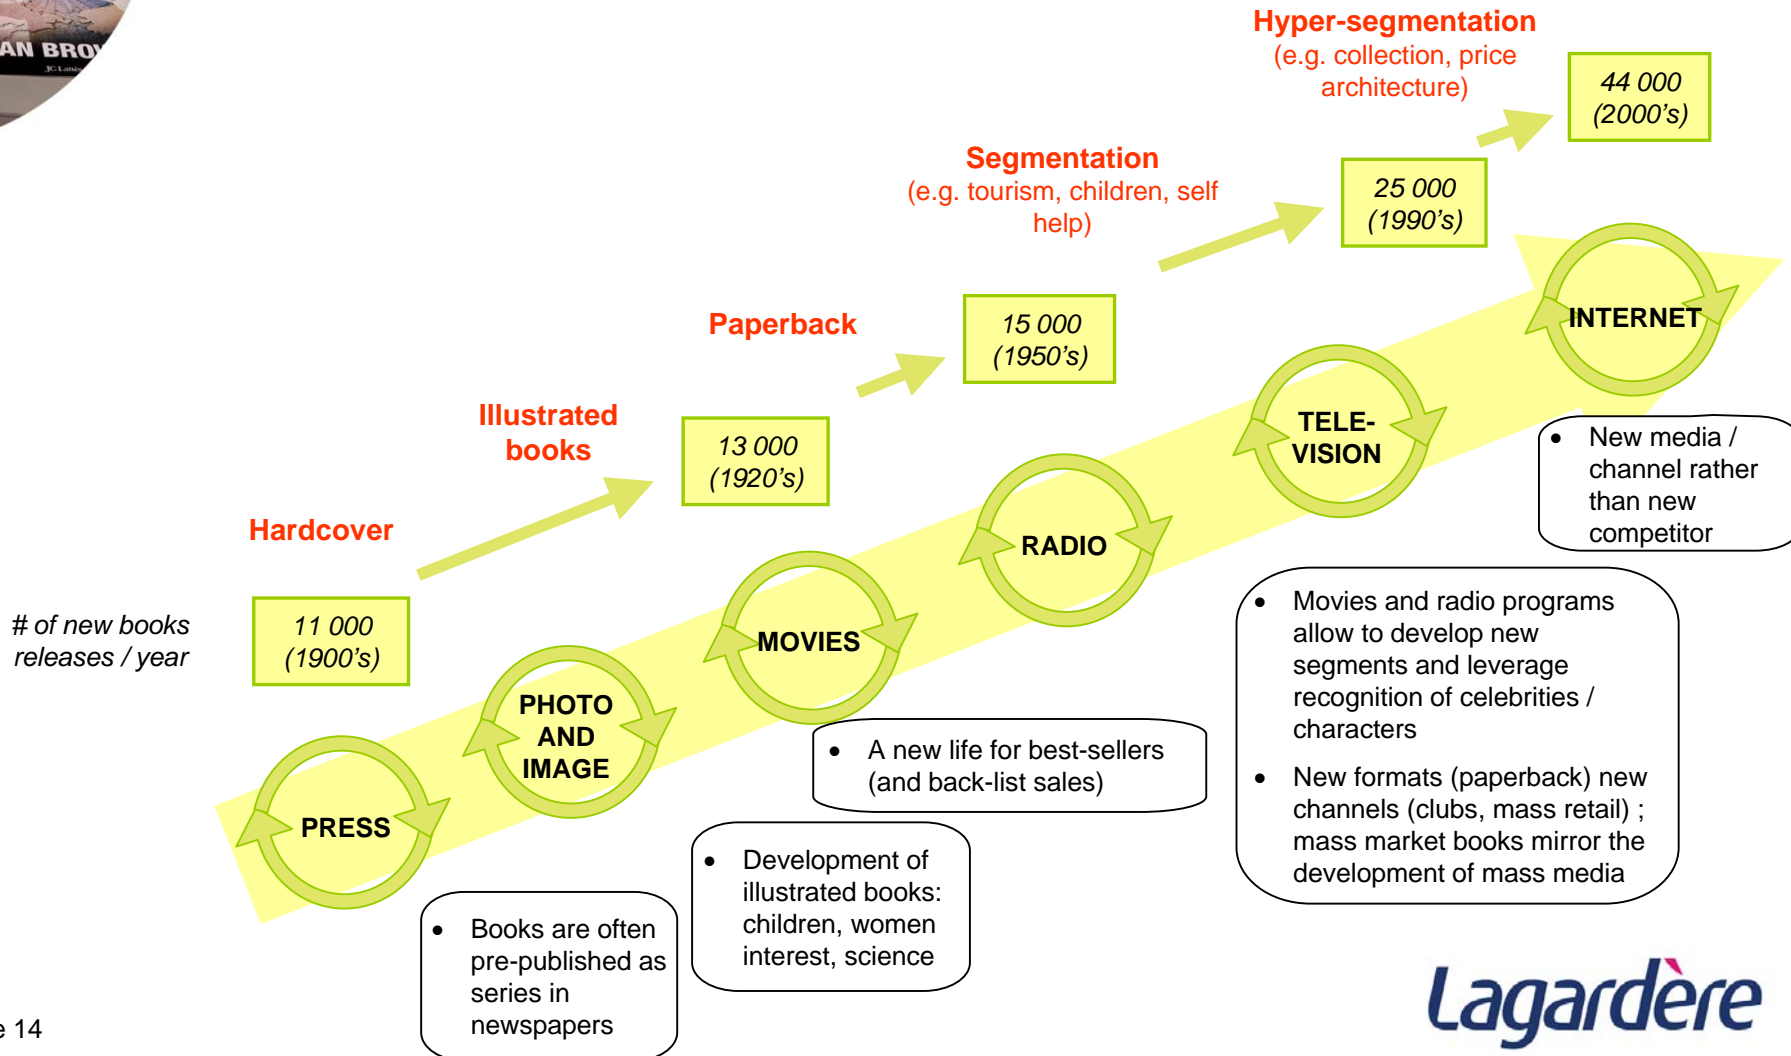 AN BRO
Hyper-segmentation
(e.g. collection, price
architecture)
44 000
(2000's)
Segmentation
(e.g. tourism, children, self
help)
25 000
(1990's)
Paperback
15 000
(1950's)
Illustrated
books
13 000
(1920's)
Hardcover
# of new books
releases / year
11 000
(1900's)
PRESS
PHOTO
AND
IMAGE
MOVIES
RADIO
TELE-
VISION
INTERNET
• New media /
channel rather
than new
competitor
• Movies and radio programs
allow to develop new
segments and leverage
recognition of celebrities /
characters
• New formats (paperback) new
channels (clubs, mass retail) ;
mass market books mirror the
development of mass media
• A new life for best-sellers
(and back-list sales)
• Development of
illustrated books:
children, women
interest, science
• Books are often
pre-published as
series in
newspapers
e 14
Lagardère